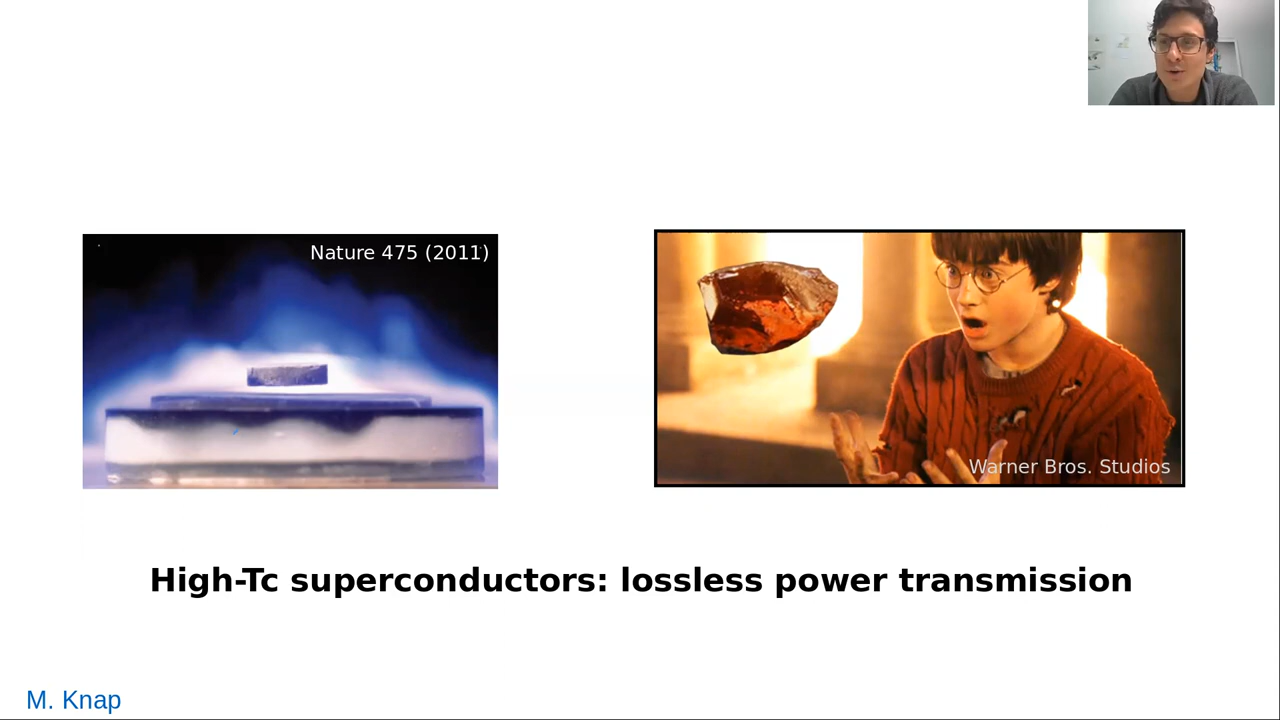 Nature 475 (2011)
Warner Bros. Studios
High-Tc superconductors: lossless power transmission
M. Knap